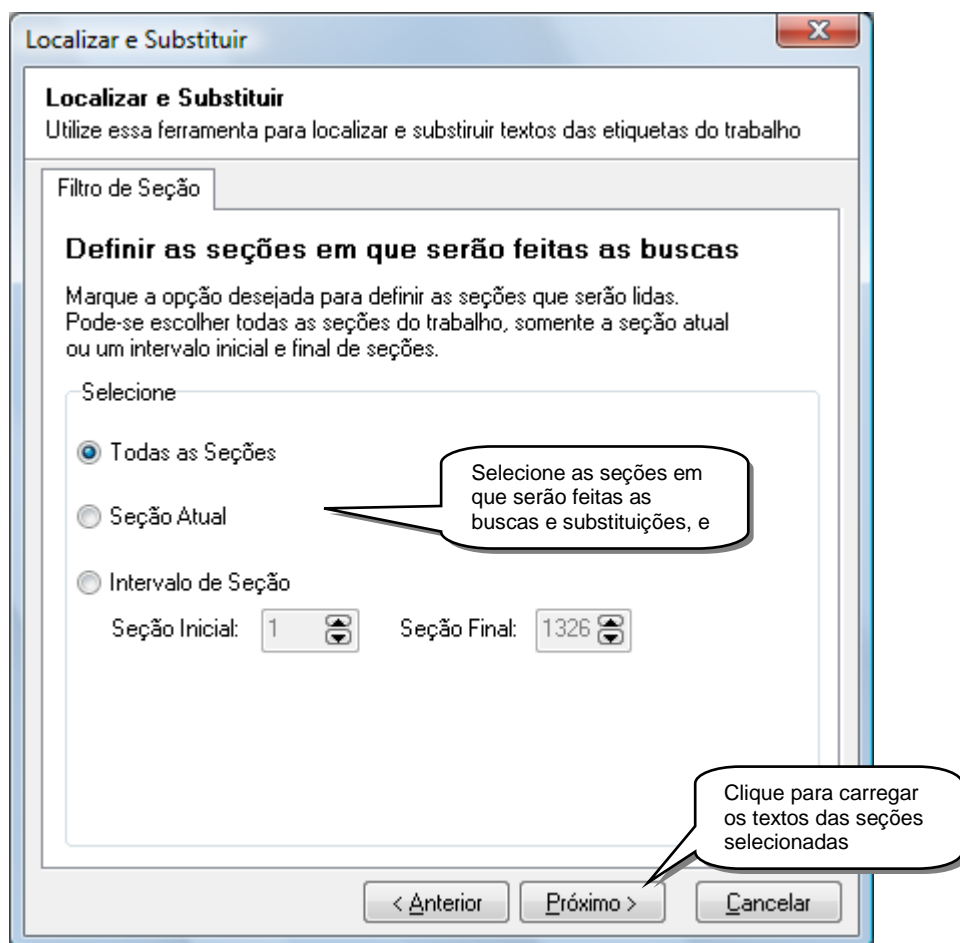 Localizar e Substituir
Localizar e Substituir
Utilize essa ferramenta para localizar e substiruir textos das etiquetas do trabalho
Filtro de Seção
Definir as seções em que serão feitas as buscas
Marque a opção desejada para definir as seções que serão lidas.
Pode-se escolher todas as seções do trabalho, somente a seção atual
ou um intervalo inicial e final de seções.
Selecione
Todas as Seções
Selecione as seções em
que serão feitas as
buscas e substituições, e
Seção Atual
Intervalo de Seção
Seção Inicial: 1 Seção Final: 1326
Clique para carregar
os textos das seções
selecionadas
< Anterior Próximo > Cancelar